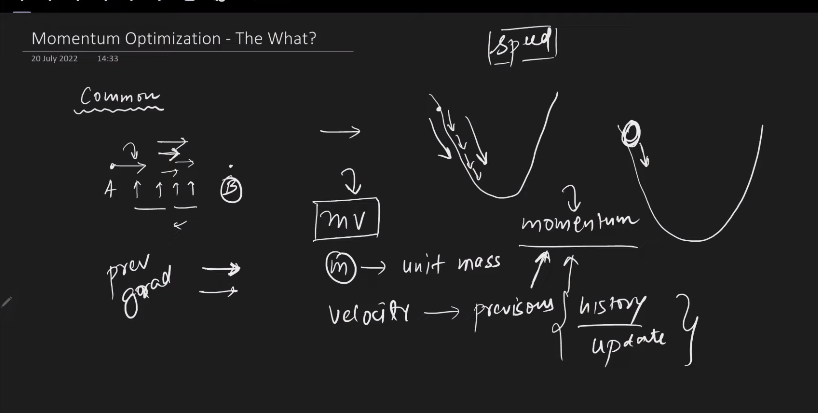 Momentum Optimization - The What?
20 July 2022 14:33
Speed
Common
A B
mv
momentum
prev
grad
m → unit mass
velocity → previsous { history
update }